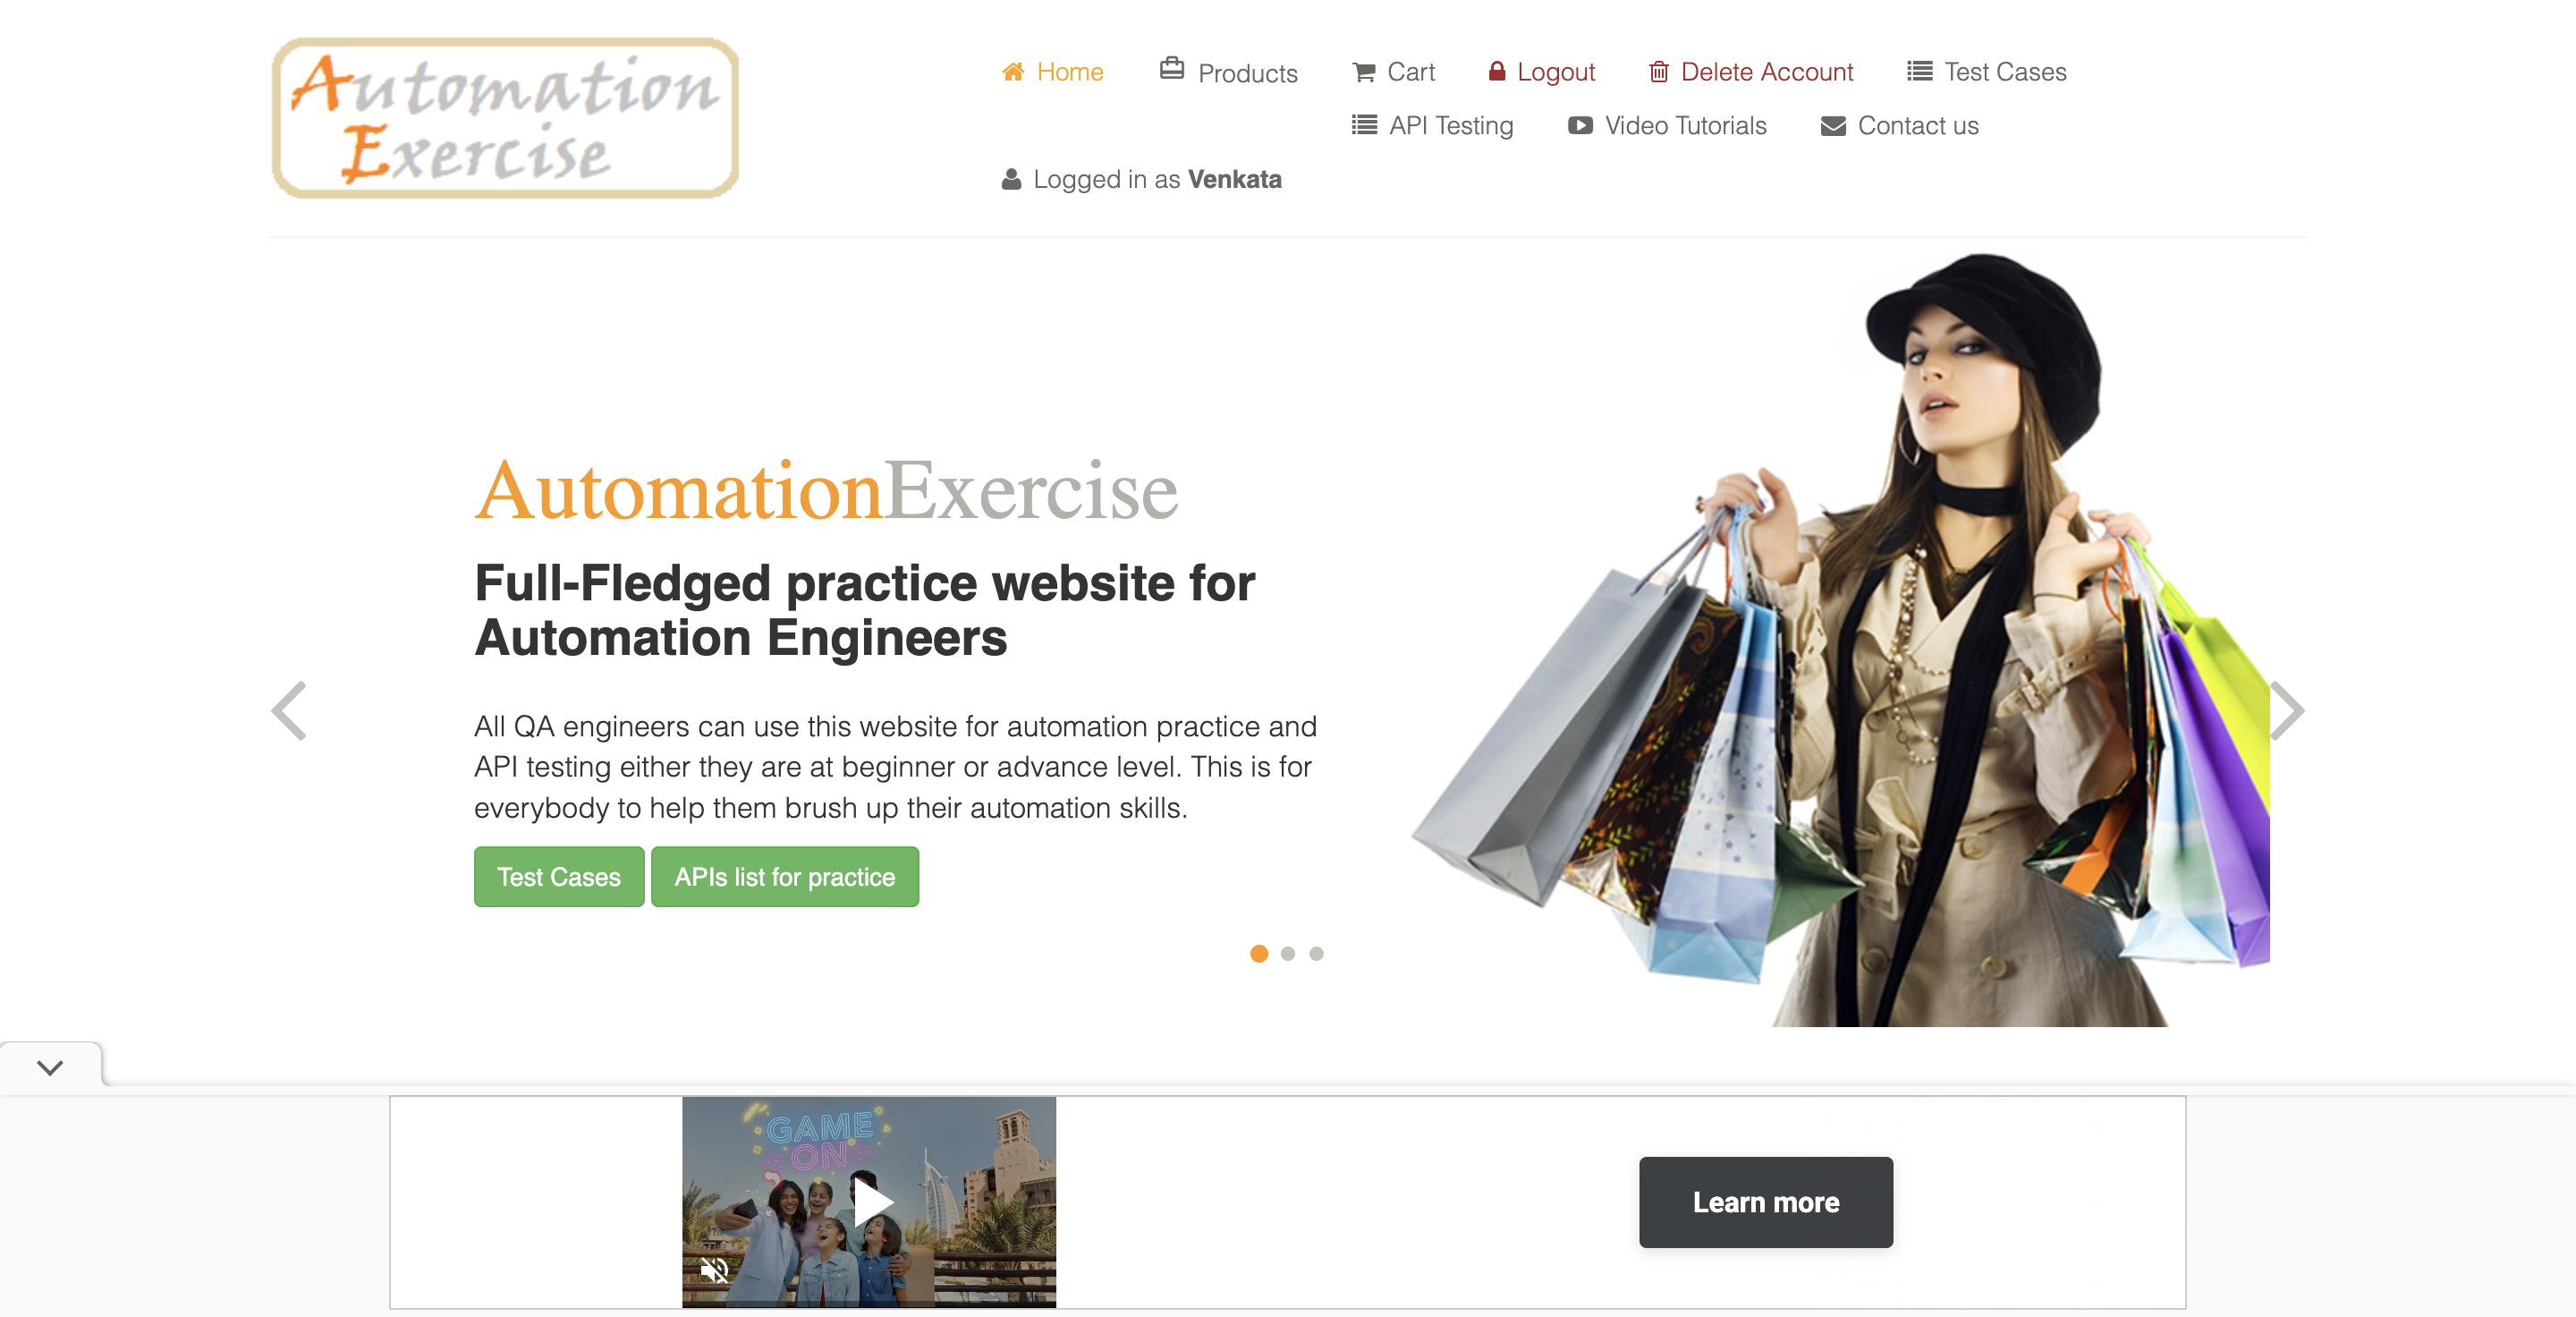 Automation
Exercise
Home Products Cart Logout Delete Account Test Cases
API Testing Video Tutorials Contact us
Logged in as Venkata
AutomationExercise
Full-Fledged practice website for
Automation Engineers
All QA engineers can use this website for automation practice and
API testing either they are at beginner or advance level. This is for
everybody to help them brush up their automation skills.
Test Cases APIs list for practice
GAME
ON
Learn more